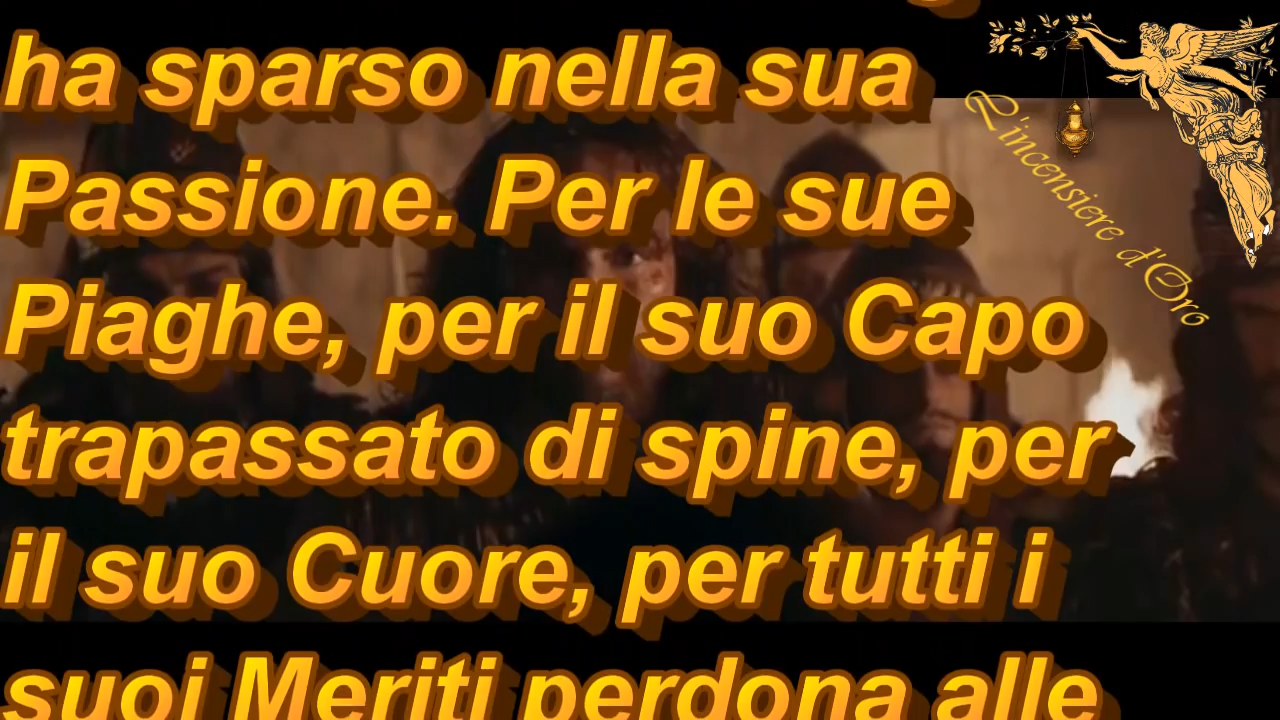 ha sparso nella sua
Passione. Per le sue
Piaghe, per il suo Capo
trapassato di spine, per
il suo Cuore, per tutti i
suoi Meriti perdona alle
L'incensiere d'Oro